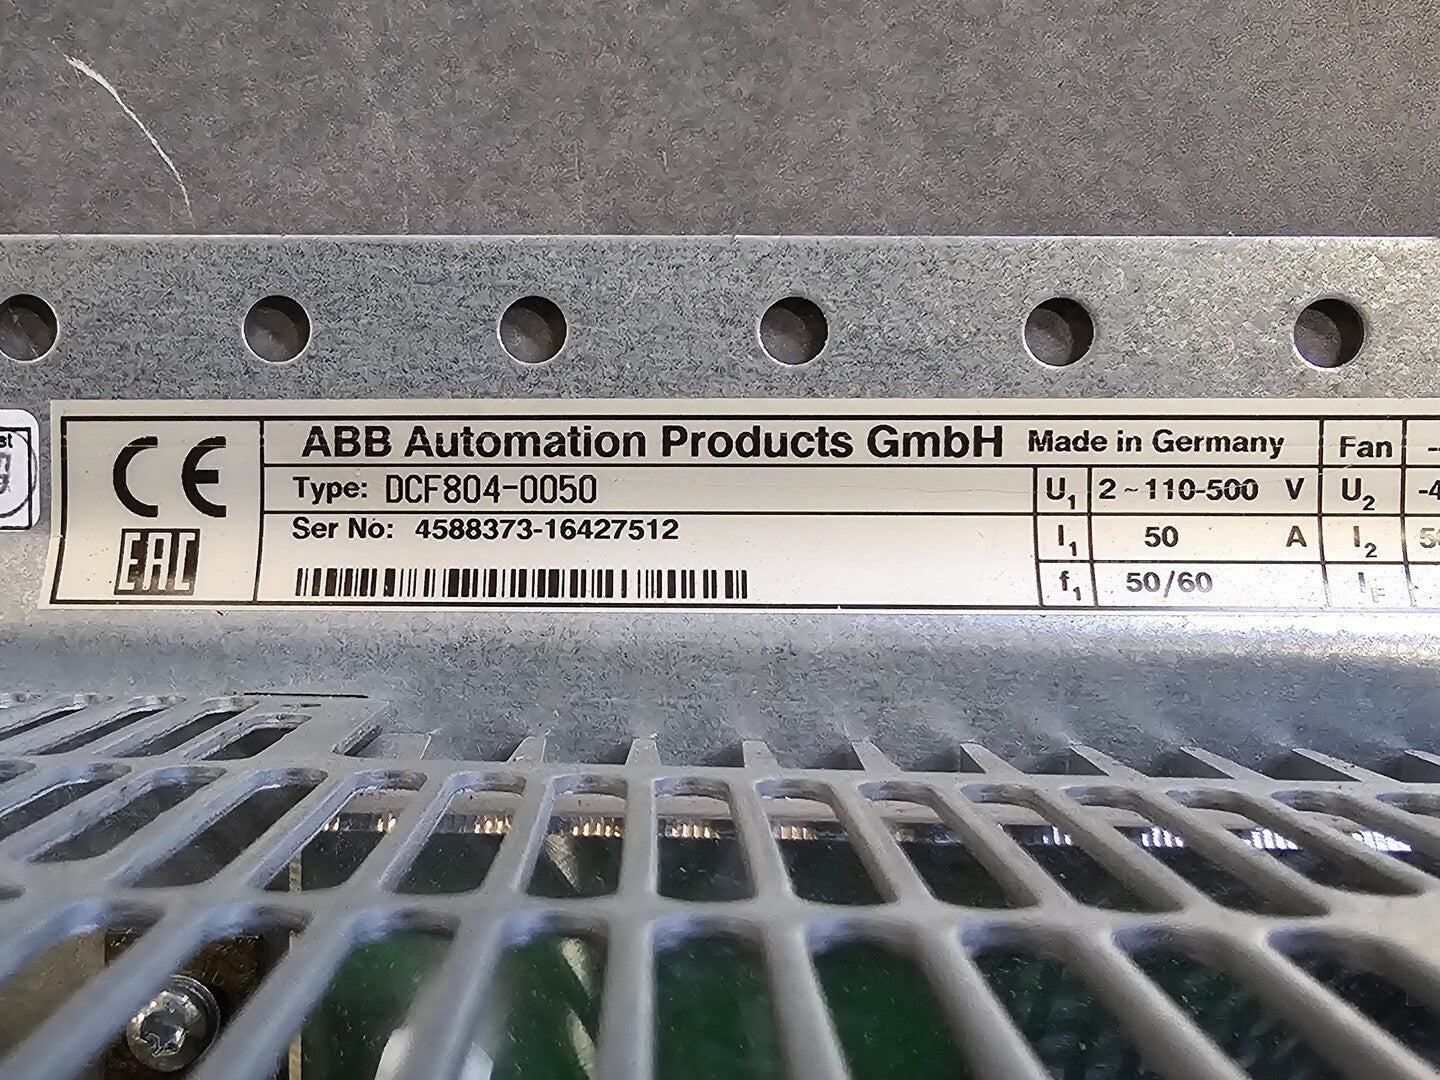 CE
EAC
ABB Automation Products GmbH Made in Germany
Type: DCF804-0050
Ser No: 4588373-16427512
U1 2~110-500 V
I1 50 A
f1 50/60
Fan
U2
I2
IF